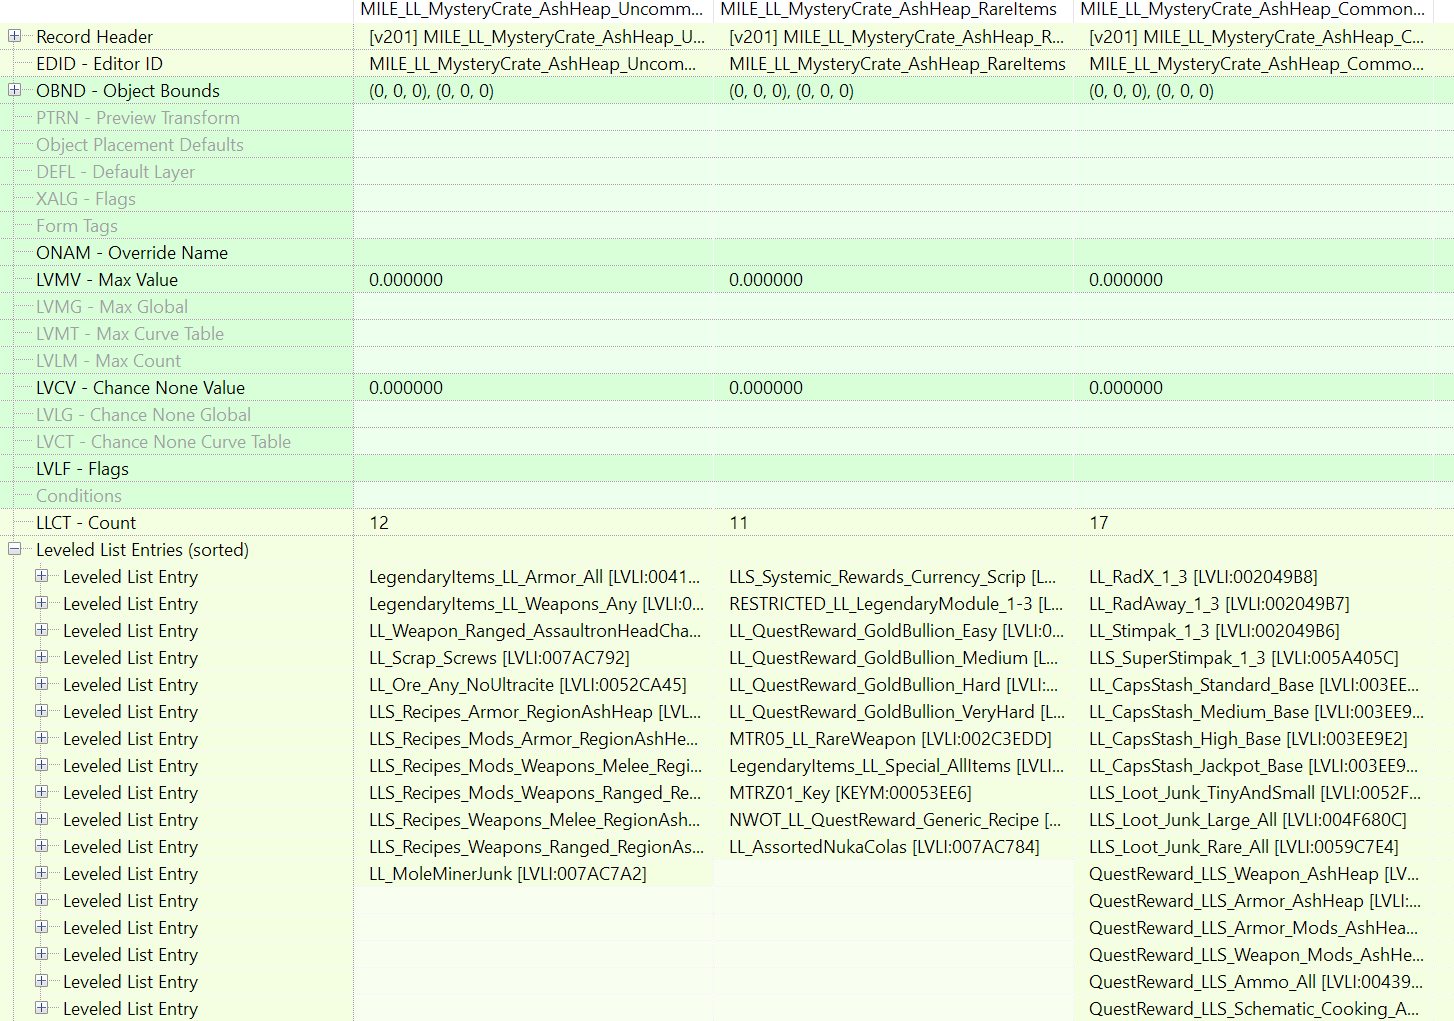 MILE_LL_MysteryCrate_AshHeap_Uncomm... MILE_LL_MysteryCrate_AshHeap_RareItems MILE_LL_MysteryCrate_AshHeap_Common...
Record Header [v201] MILE_LL_MysteryCrate_AshHeap_U... [v201] MILE_LL_MysteryCrate_AshHeap_R... [v201] MILE_LL_MysteryCrate_AshHeap_C...
EDID - Editor ID MILE_LL_MysteryCrate_AshHeap_Uncom... MILE_LL_MysteryCrate_AshHeap_RareItems MILE_LL_MysteryCrate_AshHeap_Commo...
OBND - Object Bounds (0, 0, 0), (0, 0, 0) (0, 0, 0), (0, 0, 0) (0, 0, 0), (0, 0, 0)
PTRN - Preview Transform
Object Placement Defaults
DEFL - Default Layer
XALG - Flags
Form Tags
ONAM - Override Name
LVMV - Max Value 0.000000 0.000000 0.000000
LVMG - Max Global
LVMT - Max Curve Table
LVLM - Max Count
LVCV - Chance None Value 0.000000 0.000000 0.000000
LVLG - Chance None Global
LVCT - Chance None Curve Table
LVLF - Flags
Conditions
LLCT - Count 12 11 17
Leveled List Entries (sorted)
Leveled List Entry LegendaryItems_LL_Armor_All [LVLI:0041... LLS_Systemic_Rewards_Currency_Scrip [L... LL_RadX_1_3 [LVLI:002049B8]
Leveled List Entry LegendaryItems_LL_Weapons_Any [LVLI:0... RESTRICTED_LL_LegendaryModule_1-3 [L... LL_RadAway_1_3 [LVLI:002049B7]
Leveled List Entry LL_Weapon_Ranged_AssaultronHeadCha... LL_QuestReward_GoldBullion_Easy [LVLI:0... LL_Stimpak_1_3 [LVLI:002049B6]
Leveled List Entry LL_Scrap_Screws [LVLI:007AC792] LL_QuestReward_GoldBullion_Medium [L... LLS_SuperStimpak_1_3 [LVLI:005A405C]
Leveled List Entry LL_Ore_Any_NoUltracite [LVLI:0052CA45] LL_QuestReward_GoldBullion_Hard [LVLI:... LL_CapsStash_Standard_Base [LVLI:003EE...
Leveled List Entry LLS_Recipes_Armor_RegionAshHeap [LVL... LL_QuestReward_GoldBullion_VeryHard [L... LL_CapsStash_Medium_Base [LVLI:003EE9...
Leveled List Entry LLS_Recipes_Mods_Armor_RegionAshHe... MTR05_LL_RareWeapon [LVLI:002C3EDD] LL_CapsStash_High_Base [LVLI:003EE9E2]
Leveled List Entry LLS_Recipes_Mods_Weapons_Melee_Regi... LegendaryItems_LL_Special_AllItems [LVLI... LL_CapsStash_Jackpot_Base [LVLI:003EE9...
Leveled List Entry LLS_Recipes_Mods_Weapons_Ranged_Re... MTRZ01_Key [KEYM:00053EE6] LLS_Loot_Junk_TinyAndSmall [LVLI:0052F...
Leveled List Entry LLS_Recipes_Weapons_Melee_RegionAsh... NWOT_LL_QuestReward_Generic_Recipe [... LLS_Loot_Junk_Large_All [LVLI:004F680C]
Leveled List Entry LLS_Recipes_Weapons_Ranged_RegionAs... LL_AssortedNukaColas [LVLI:007AC784] LLS_Loot_Junk_Rare_All [LVLI:0059C7E4]
Leveled List Entry LL_MoleMinerJunk [LVLI:007AC7A2] QuestReward_LLS_Weapon_AshHeap [LV...
Leveled List Entry QuestReward_LLS_Armor_AshHeap [LVLI:...
Leveled List Entry QuestReward_LLS_Armor_Mods_AshHea...
Leveled List Entry QuestReward_LLS_Weapon_Mods_AshHe...
Leveled List Entry QuestReward_LLS_Ammo_All [LVLI:00439...
Leveled List Entry QuestReward_LLS_Schematic_Cooking_A...